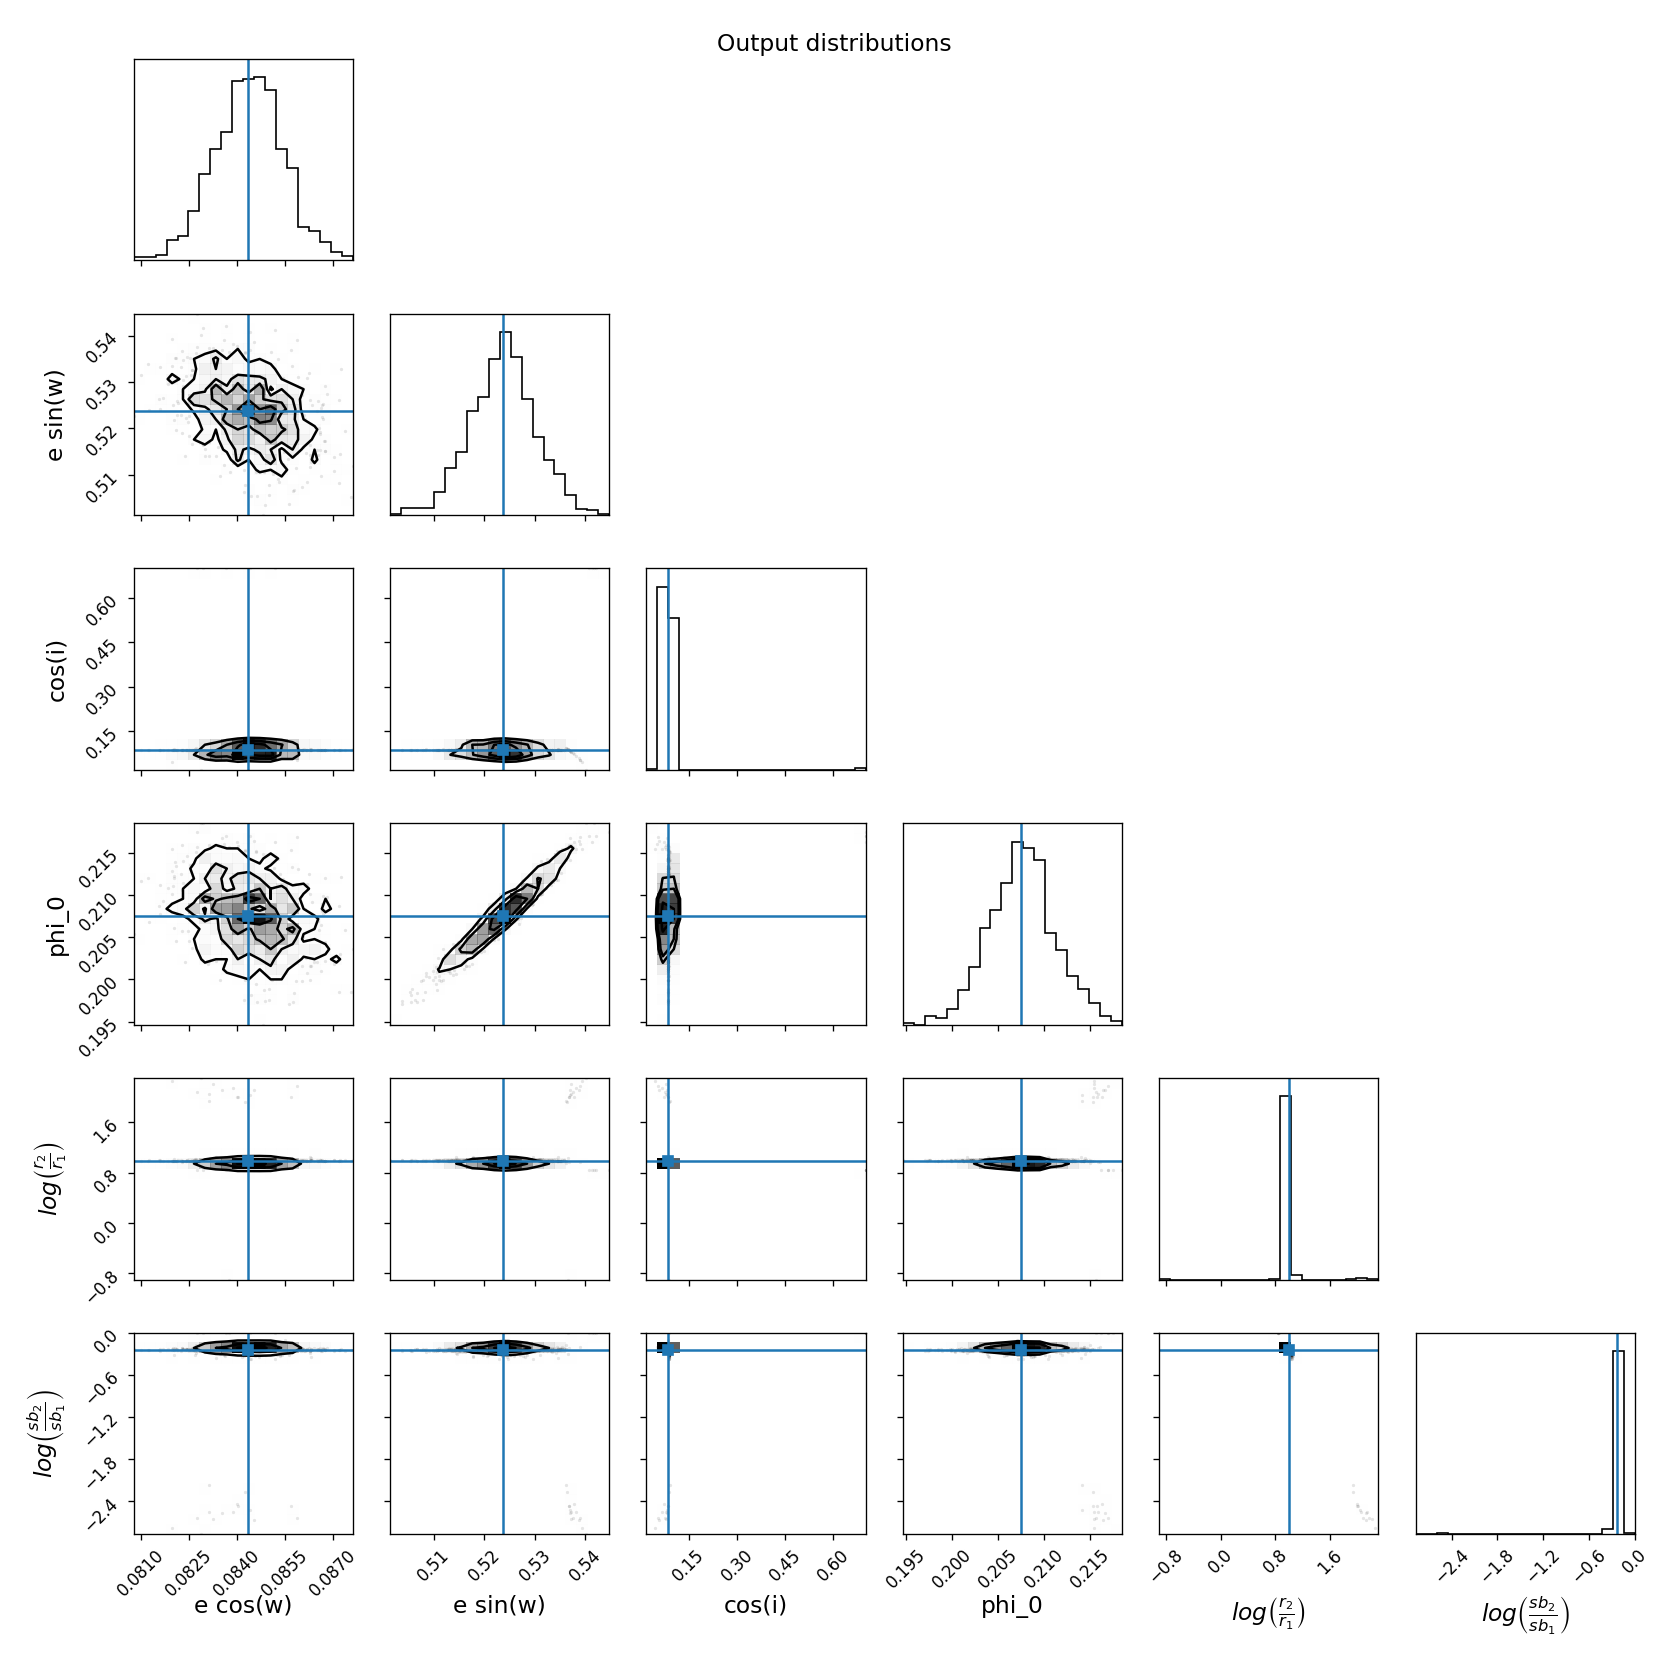 Output distributions
e sin(w)
0.54
0.53
0.52
0.51
cos(i)
0.60
0.45
0.30
0.15
phi_0
0.215
0.210
0.205
0.200
0.195
log(r2/r1)
1.6
0.8
0.0
−0.8
log(sb2/sb1)
0.0
−0.6
−1.2
−1.8
−2.4
0.0810 0.0825 0.0840 0.0855 0.0870
0.51 0.52 0.53 0.54
0.15 0.30 0.45 0.60
0.195 0.200 0.205 0.210 0.215
−0.8 0.0 0.8 1.6
−2.4 −1.8 −1.2 −0.6 0.0
e cos(w)
e sin(w)
cos(i)
phi_0
log(r2/r1)
log(sb2/sb1)